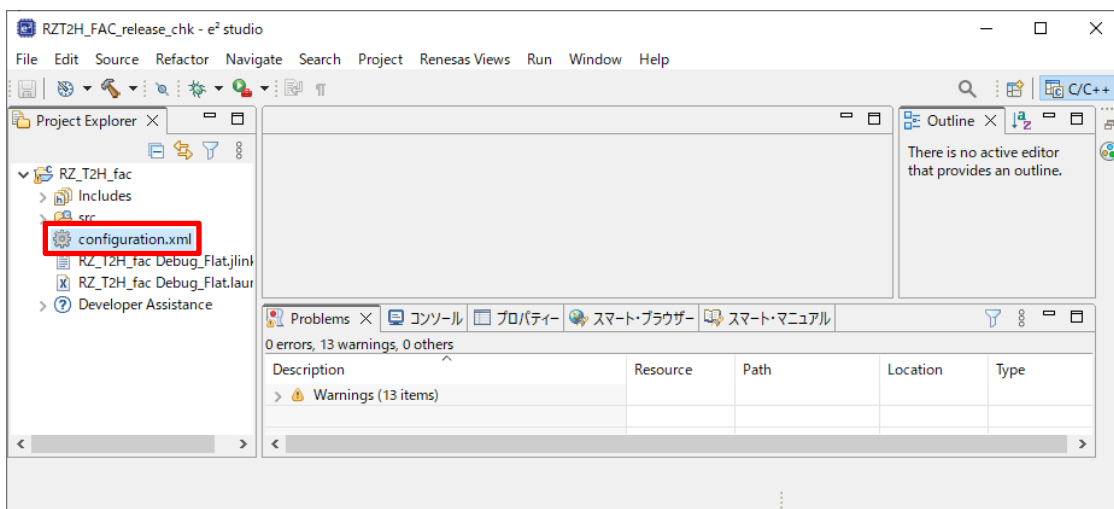 RZT2H_FAC_release_chk - e² studio
File Edit Source Refactor Navigate Search Project Renesas Views Run Window Help
C/C++
Project Explorer
Outline
There is no active editor
that provides an outline.
RZ_T2H_fac
Includes
src
configuration.xml
RZ_T2H_fac Debug_Flat.jlink
RZ_T2H_fac Debug_Flat.laun
Developer Assistance
Problems コンソール プロパティー スマート・ブラウザー スマート・マニュアル
0 errors, 13 warnings, 0 others
Description Resource Path Location Type
Warnings (13 items)